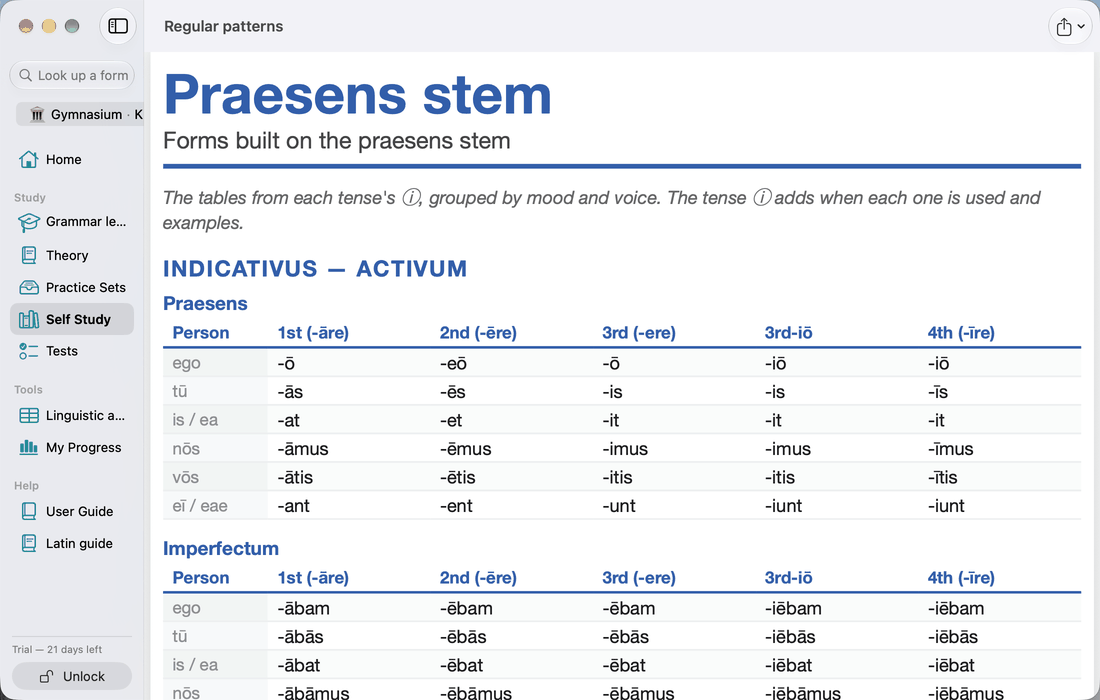 Regular patterns
Look up a form
Gymnasium · K
Home
Study
Grammar le...
Theory
Practice Sets
Self Study
Tests
Tools
Linguistic a...
My Progress
Help
User Guide
Latin guide
Trial — 21 days left
Unlock
Praesens stem
Forms built on the praesens stem
The tables from each tense's ⓘ, grouped by mood and voice. The tense ⓘ adds when each one is used and
examples.
INDICATIVUS — ACTIVUM
Praesens
Person 1st (-āre) 2nd (-ēre) 3rd (-ere) 3rd-iō 4th (-īre)
ego -ō -eō -ō -iō -iō
tū -ās -ēs -is -is -īs
is / ea -at -et -it -it -it
nōs -āmus -ēmus -imus -imus -īmus
vōs -ātis -ētis -itis -itis -ītis
eī / eae -ant -ent -unt -iunt -iunt
Imperfectum
Person 1st (-āre) 2nd (-ēre) 3rd (-ere) 3rd-iō 4th (-īre)
ego -ābam -ēbam -ēbam -iēbam -iēbam
tū -ābās -ēbās -ēbās -iēbās -iēbās
is / ea -ābat -ēbat -ēbat -iēbat -iēbat
nōs -ābāmus -ēbāmus -ēbāmus -iēbāmus -iēbāmus